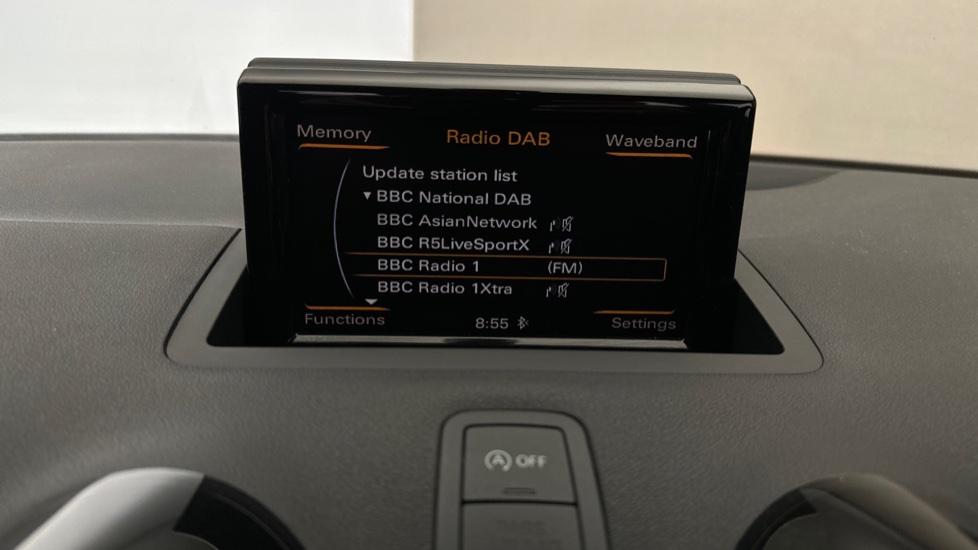 Memory Radio DAB Waveband
Update station list
BBC National DAB
BBC AsianNetwork
BBC R5LiveSportX
BBC Radio 1 (FM)
BBC Radio 1Xtra
Functions 8:55 Settings
A OFF